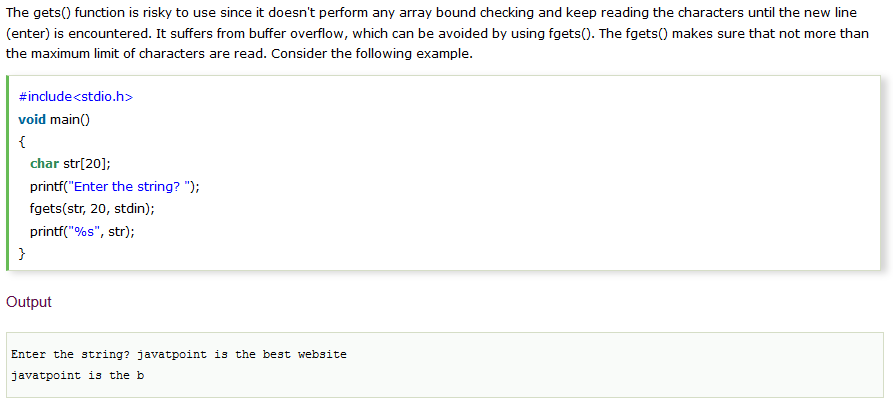 The gets() function is risky to use since it doesn't perform any array bound checking and keep reading the characters until the new line
(enter) is encountered. It suffers from buffer overflow, which can be avoided by using fgets(). The fgets() makes sure that not more than
the maximum limit of characters are read. Consider the following example.
#include<stdio.h>
void main()
{
char str[20];
printf("Enter the string? ");
fgets(str, 20, stdin);
printf("%s", str);
}
Output
Enter the string? javatpoint is the best website
javatpoint is the b